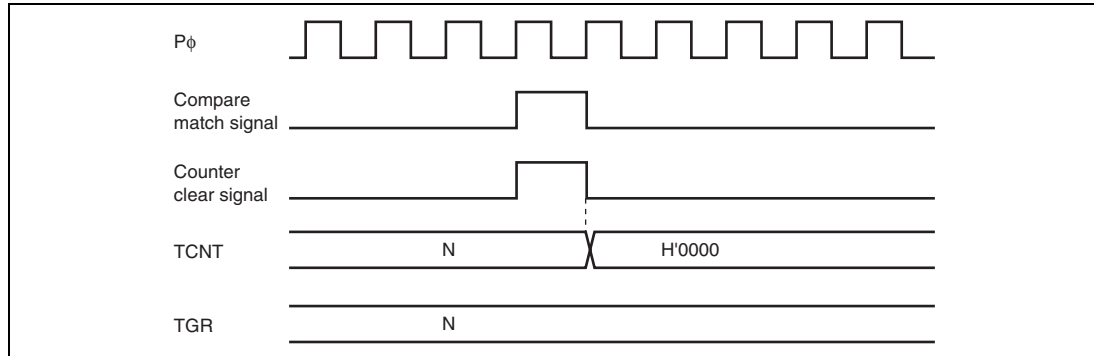 Pϕ
Compare
match signal
Counter
clear signal
TCNT
N
H'0000
TGR
N